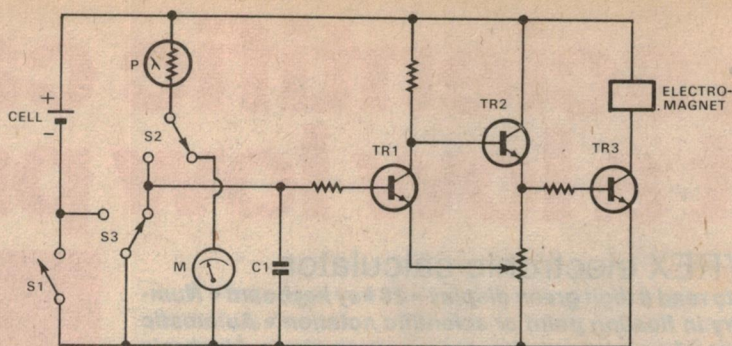 P λ
ELECTRO-
MAGNET
+
CELL
−
S2
TR1
TR2
TR3
S3
S1
M
C1